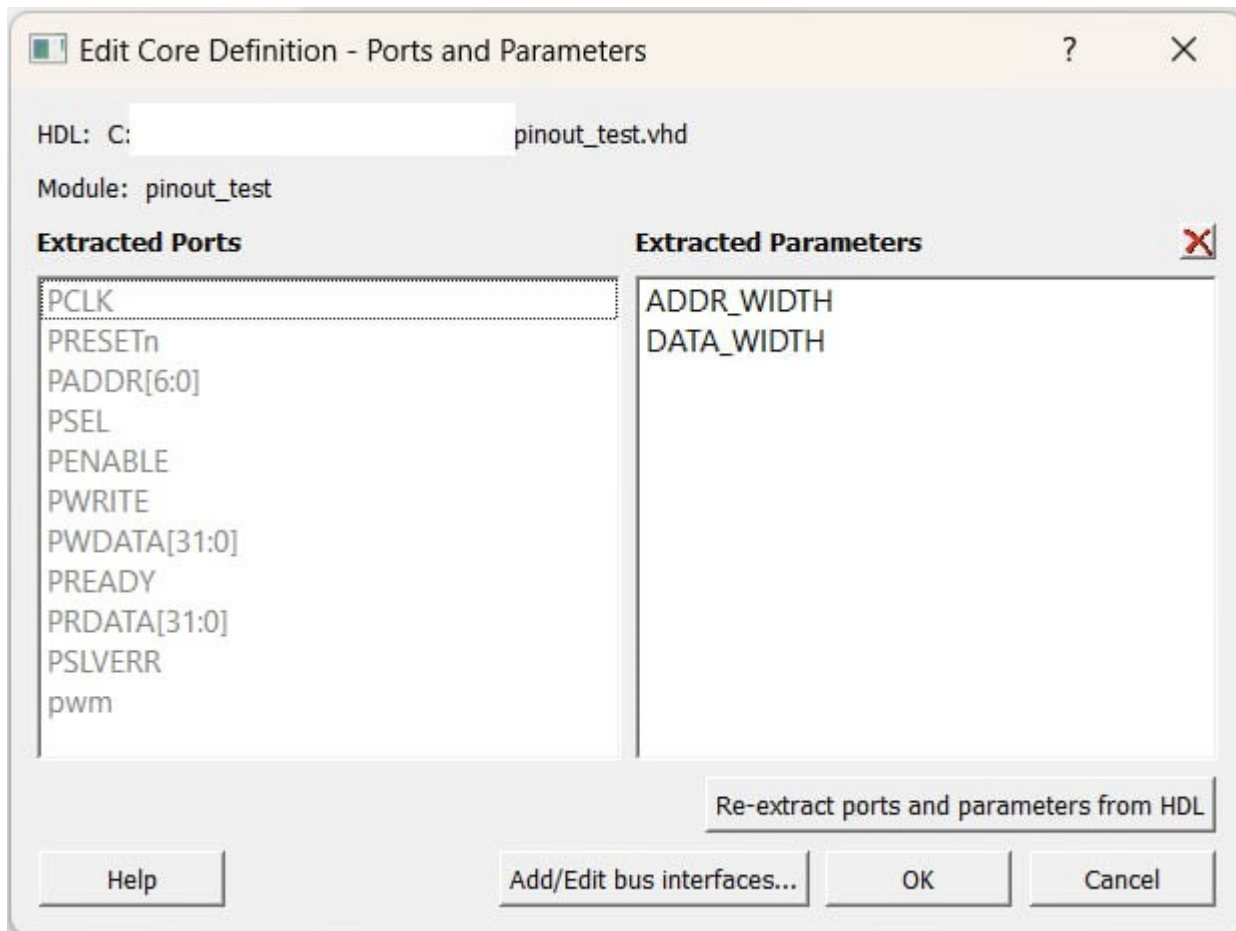 Edit Core Definition - Ports and Parameters
?
HDL: C: pinout_test.vhd
Module: pinout_test
Extracted Ports
PCLK
PRESETn
PADDR[6:0]
PSEL
PENABLE
PWRITE
PWDATA[31:0]
PREADY
PRDATA[31:0]
PSLVERR
pwm
Extracted Parameters
ADDR_WIDTH
DATA_WIDTH
Re-extract ports and parameters from HDL
Help
Add/Edit bus interfaces...
OK
Cancel